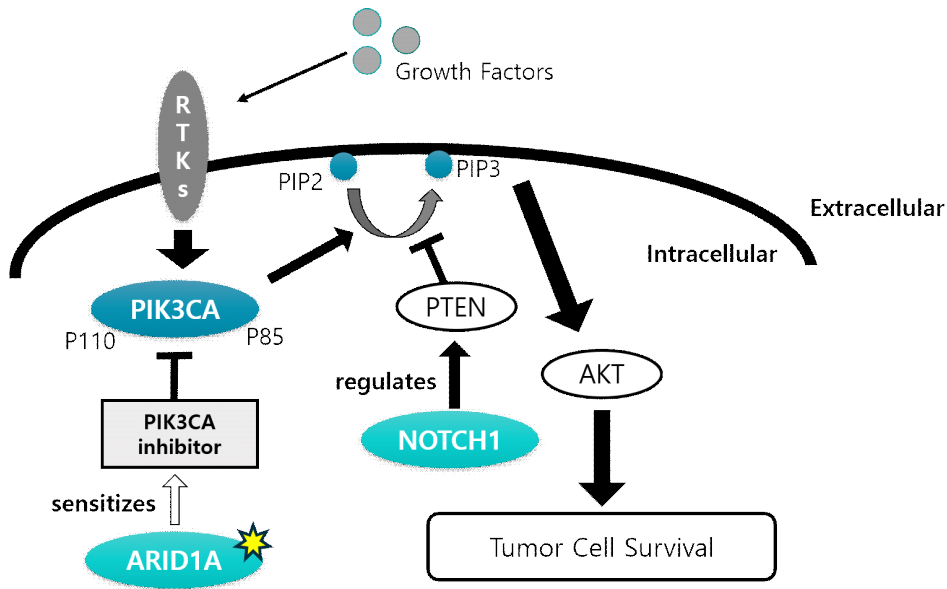 Growth Factors
R
T
K
s
PIP2
PIP3
Extracellular
Intracellular
PIK3CA
P110
P85
PTEN
regulates
AKT
PIK3CA
inhibitor
NOTCH1
sensitizes
ARID1A
Tumor Cell Survival